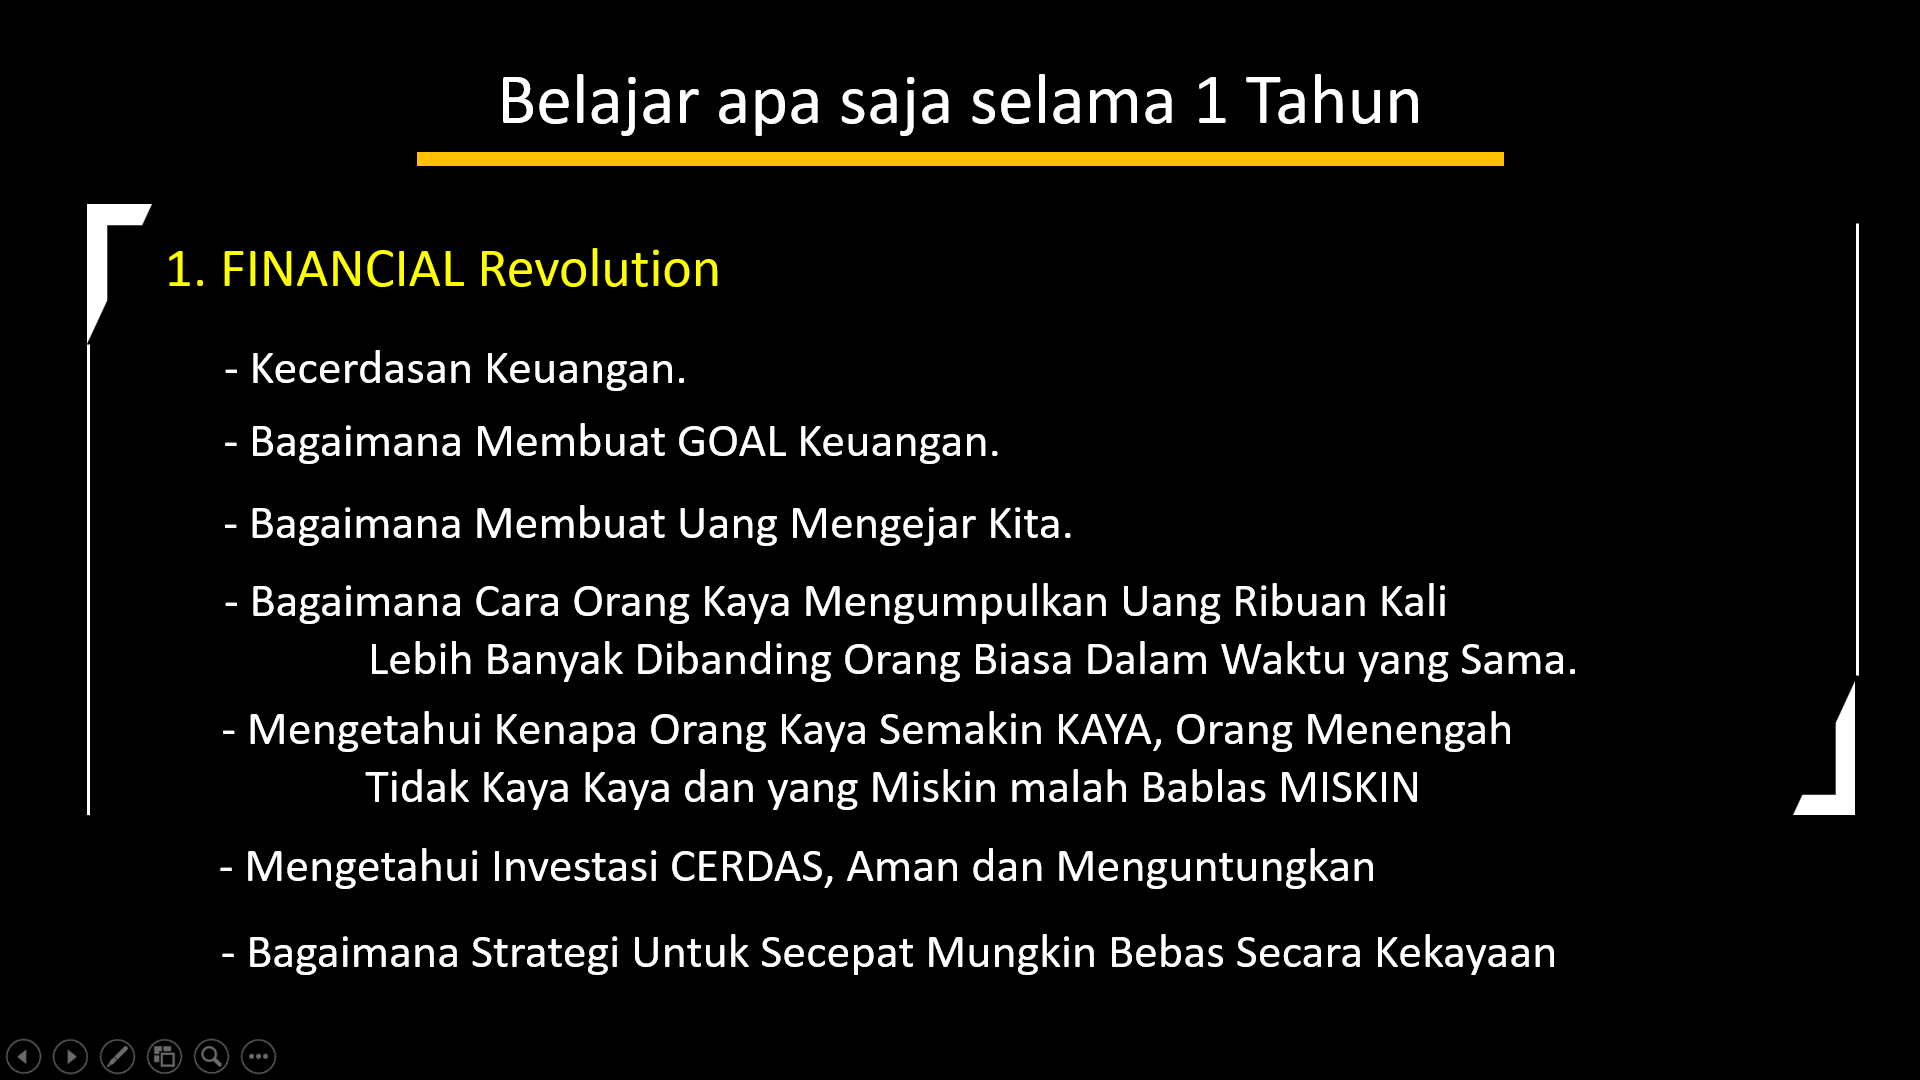 Belajar apa saja selama 1 Tahun
1. FINANCIAL Revolution
- Kecerdasan Keuangan.
- Bagaimana Membuat GOAL Keuangan.
- Bagaimana Membuat Uang Mengejar Kita.
- Bagaimana Cara Orang Kaya Mengumpulkan Uang Ribuan Kali
Lebih Banyak Dibanding Orang Biasa Dalam Waktu yang Sama.
- Mengetahui Kenapa Orang Kaya Semakin KAYA, Orang Menengah
Tidak Kaya Kaya dan yang Miskin malah Bablas MISKIN
- Mengetahui Investasi CERDAS, Aman dan Menguntungkan
- Bagaimana Strategi Untuk Secepat Mungkin Bebas Secara Kekayaan